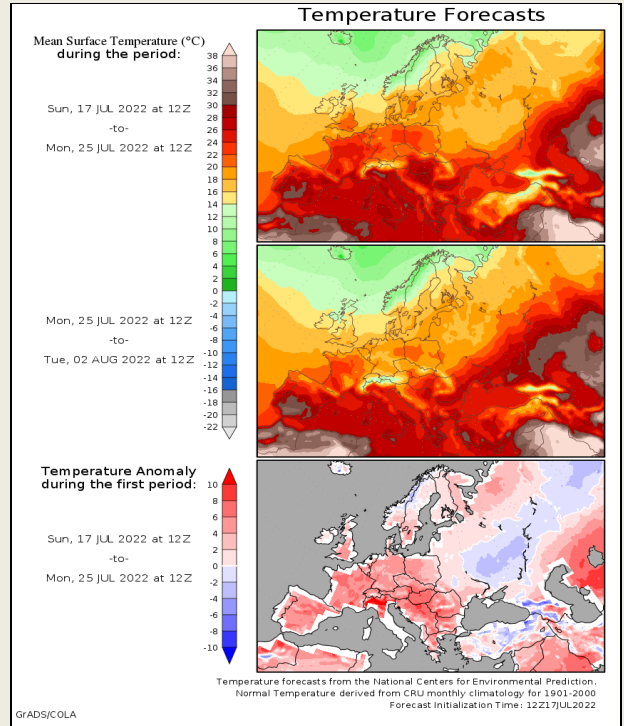 Temperature Forecasts
Mean Surface Temperature (°C)
during the period:
38
36
34
32
30
28
26
24
22
20
18
16
14
12
10
8
6
4
2
0
-2
-4
-6
-8
-10
-12
-14
-16
-18
-20
-22
Sun, 17 JUL 2022 at 12Z
-to-
Mon, 25 JUL 2022 at 12Z
Mon, 25 JUL 2022 at 12Z
-to-
Tue, 02 AUG 2022 at 12Z
Temperature Anomaly
during the first period:
10
8
6
4
2
0
-2
-4
-6
-8
-10
Sun, 17 JUL 2022 at 12Z
-to-
Mon, 25 JUL 2022 at 12Z
Temperature forecasts from the National Centers for Environmental Prediction.
Normal Temperature derived from CRU monthly climatology for 1901-2000
Forecast Initialization Time: 12Z17JUL2022
GrADS/COLA